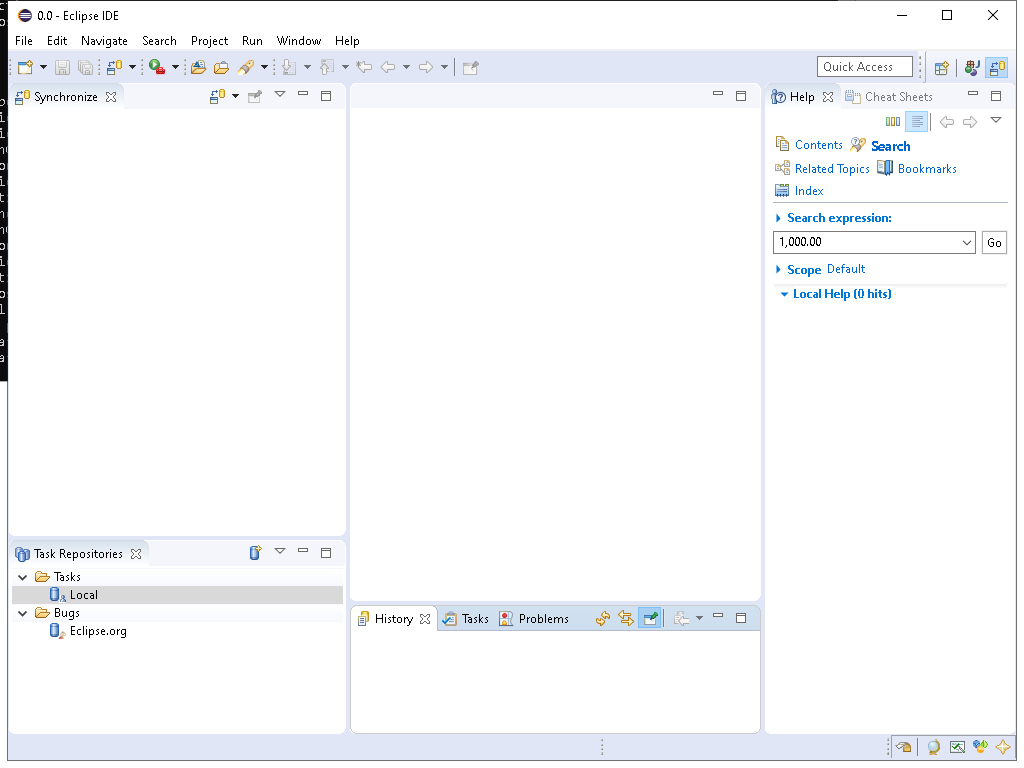 0.0 - Eclipse IDE
File Edit Navigate Search Project Run Window Help
Quick Access
Synchronize
Help Cheat Sheets
Contents Search
Related Topics Bookmarks
Index
Search expression:
1,000.00 Go
Scope Default
Local Help (0 hits)
Task Repositories
Tasks
Local
Bugs
Eclipse.org
History Tasks Problems